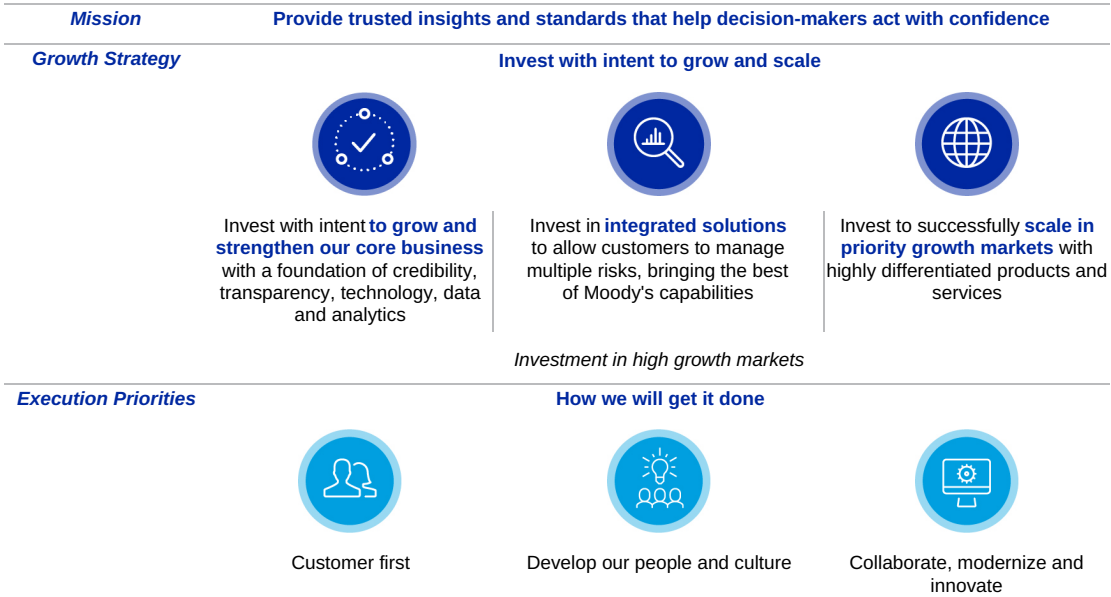 Mission
Provide trusted insights and standards that help decision-makers act with confidence
Growth Strategy
Invest with intent to grow and scale
Invest with intent to grow and
strengthen our core business
with a foundation of credibility,
transparency, technology, data
and analytics
Invest in integrated solutions
to allow customers to manage
multiple risks, bringing the best
of Moody's capabilities
Invest to successfully scale in
priority growth markets with
highly differentiated products and
services
Investment in high growth markets
Execution Priorities
How we will get it done
Customer first
Develop our people and culture
Collaborate, modernize and
innovate